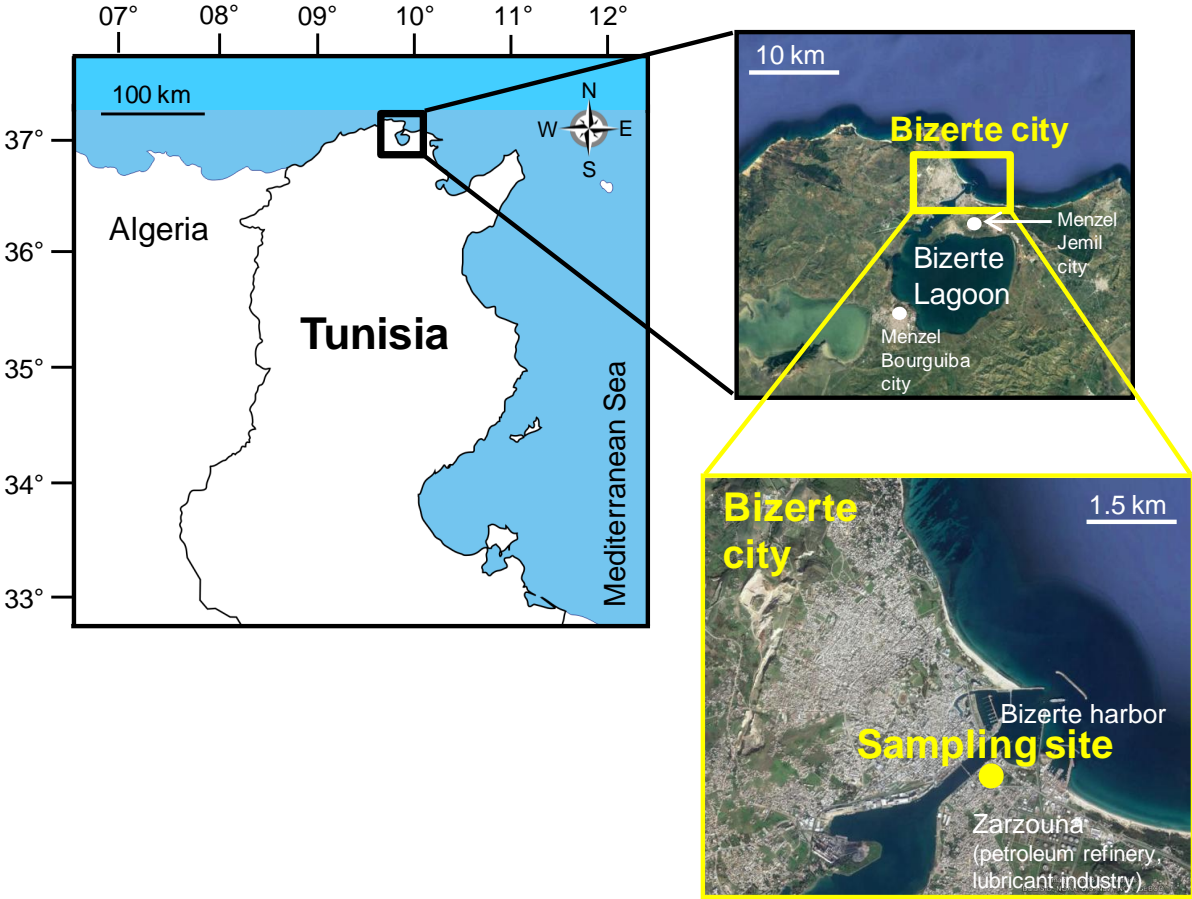 07° 08° 09° 10° 11° 12°
100 km
37°
36°
35°
34°
33°
N
W E
S
Algeria
Tunisia
Mediterranean Sea
10 km
Bizerte city
Menzel
Jemil
city
Bizerte
Lagoon
Menzel
Bourguiba
city
Bizerte
city
1.5 km
Bizerte harbor
Sampling site
Zarzouna
(petroleum refinery,
lubricant industry)